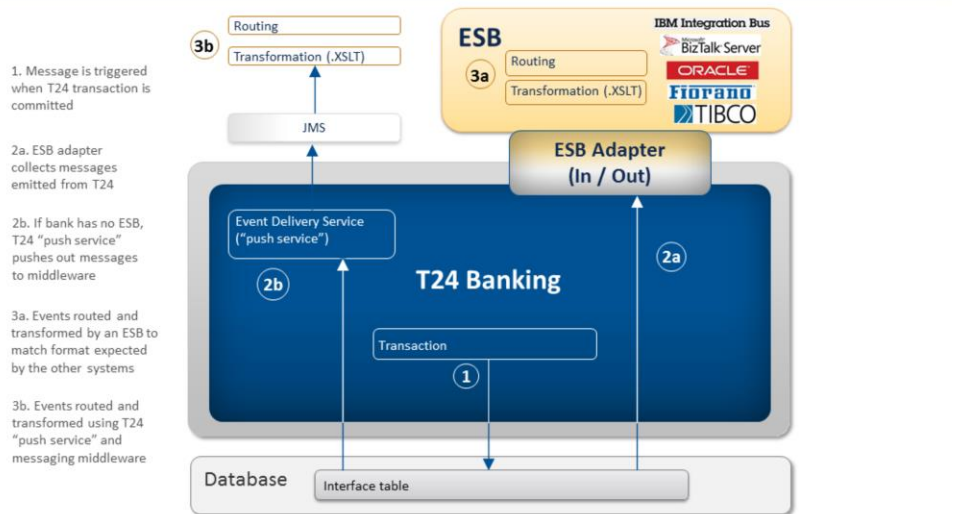 1. Message is triggered
when T24 transaction is
committed
2a. ESB adapter
collects messages
emitted from T24
2b. If bank has no ESB,
T24 “push service”
pushes out messages
to middleware
3a. Events routed and
transformed by an ESB to
match format expected
by the other systems
3b. Events routed and
transformed using T24
“push service” and
messaging middleware
3b
Routing
Transformation (.XSLT)
JMS
ESB
3a
Routing
Transformation (.XSLT)
IBM Integration Bus
Microsoft
BizTalk Server
ORACLE
Fiorano
TIBCO
ESB Adapter
(In / Out)
Event Delivery Service
(“push service”)
2b
2a
T24 Banking
Transaction
1
Database
Interface table